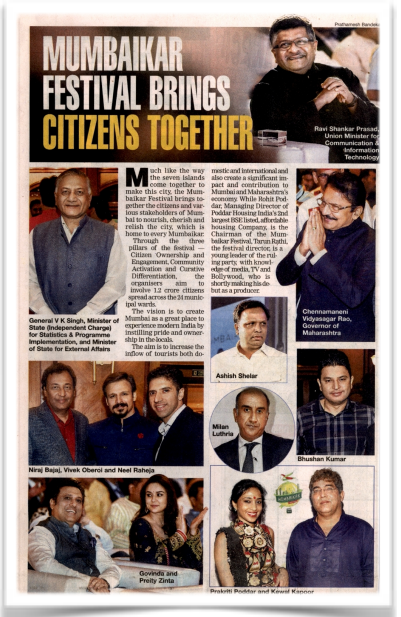 Prathamesh Bandekar
MUMBAIKAR
FESTIVAL BRINGS
CITIZENS TOGETHER
Ravi Shankar Prasad,
Union Minister for
Communication &
Information
Technology
Much like the way
the seven islands
come together to
make this city, the Mum-
baikar Festival brings to-
gether the citizens and var-
ious stakeholders of Mum-
bai to nourish, cherish and
relish the city, which is
home to every Mumbaikar.
Through the three
pillars of the festival —
Citizen Ownership and
Engagement, Community
Activation and Curative
Differentiation, the
organisers aim to
involve 1.2 crore citizens
spread across the 24 munic-
ipal wards.
The vision is to create
Mumbai as a great place to
experience modern India by
instilling pride and owner-
ship in the locals.
The aim is to increase the
inflow of tourists both do-
mestic and international and
also create a significant im-
pact and contribution to
Mumbai and Maharashtra's
economy. While Rohit Pod-
dar, Managing Director of
Poddar Housing India's 2nd
largest BSE listed, affordable
housing Company, is the
Chairman of the Mum-
baikar Festival, Tarun Rathi,
the festival director, is a
young leader of the rul-
ing party, with knowl-
edge of media, TV and
Bollywood, who is
shortly making his de-
but as a producer.
General V K Singh, Minister of
State (Independent Charge)
for Statistics & Programme
Implementation, and Minister
of State for External Affairs
Chennamaneni
Vidyasagar Rao,
Governor of
Maharashtra
Ashish Shelar
Milan
Luthria
Bhushan Kumar
Niraj Bajaj, Vivek Oberoi and Neel Raheja
Govinda and
Preity Zinta
Prakriti Poddar and Kewal Kapoor